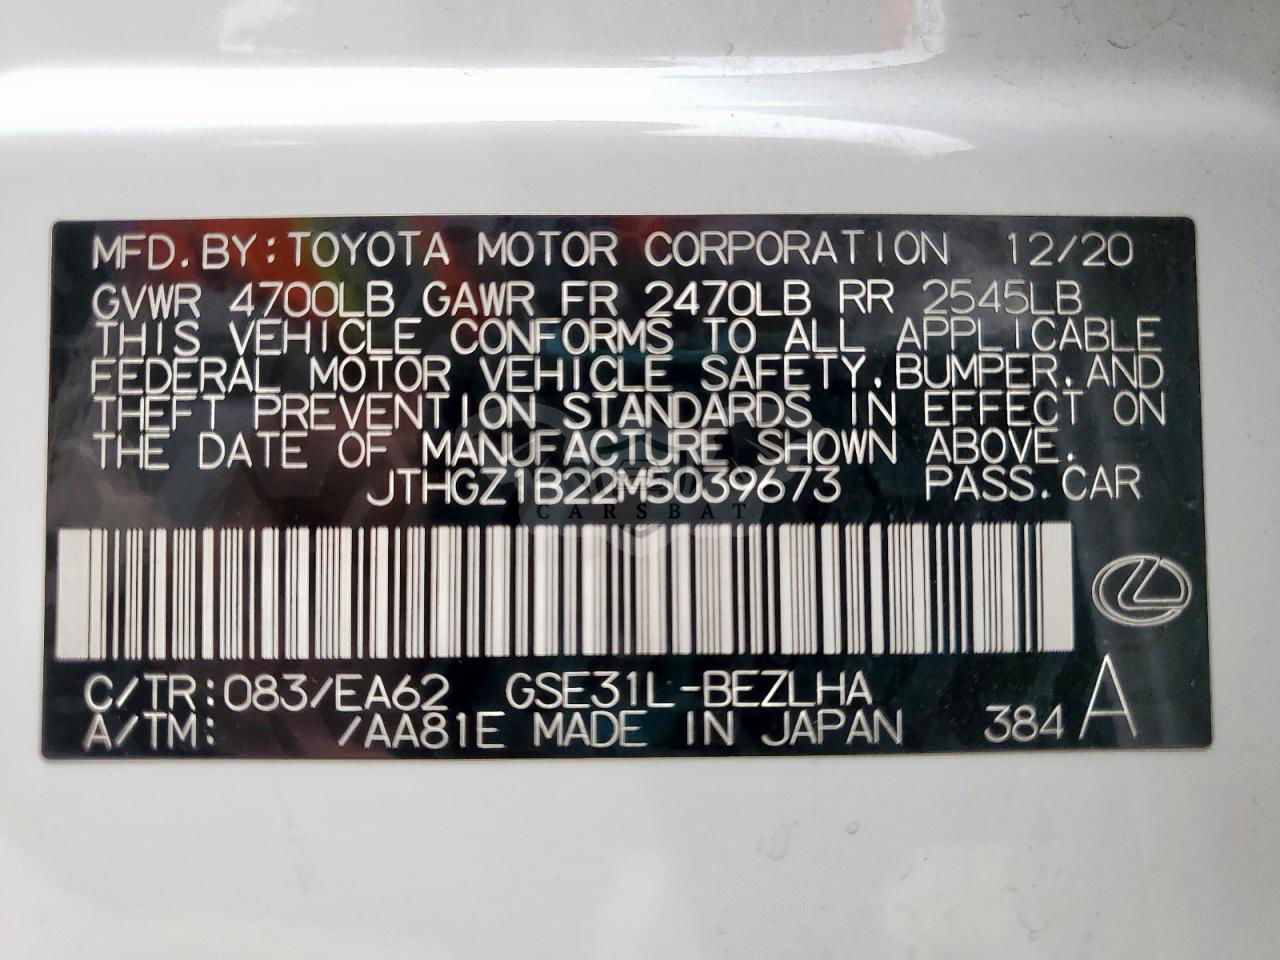 MFD.BY:TOYOTA MOTOR CORPORATION 12/20
GVWR 4700LB GAWR FR 2470LB RR 2545LB
THIS VEHICLE CONFORMS TO ALL APPLICABLE
FEDERAL MOTOR VEHICLE SAFETY,BUMPER,AND
THEFT PREVENTION STANDARDS IN EFFECT ON
THE DATE OF MANUFACTURE SHOWN ABOVE.
JTHGZ1B22M5039673 PASS.CAR
CARSBAT
C/TR:083/EA62 GSE31L-BEZLHA
A/TM: /AA81E MADE IN JAPAN 384 A